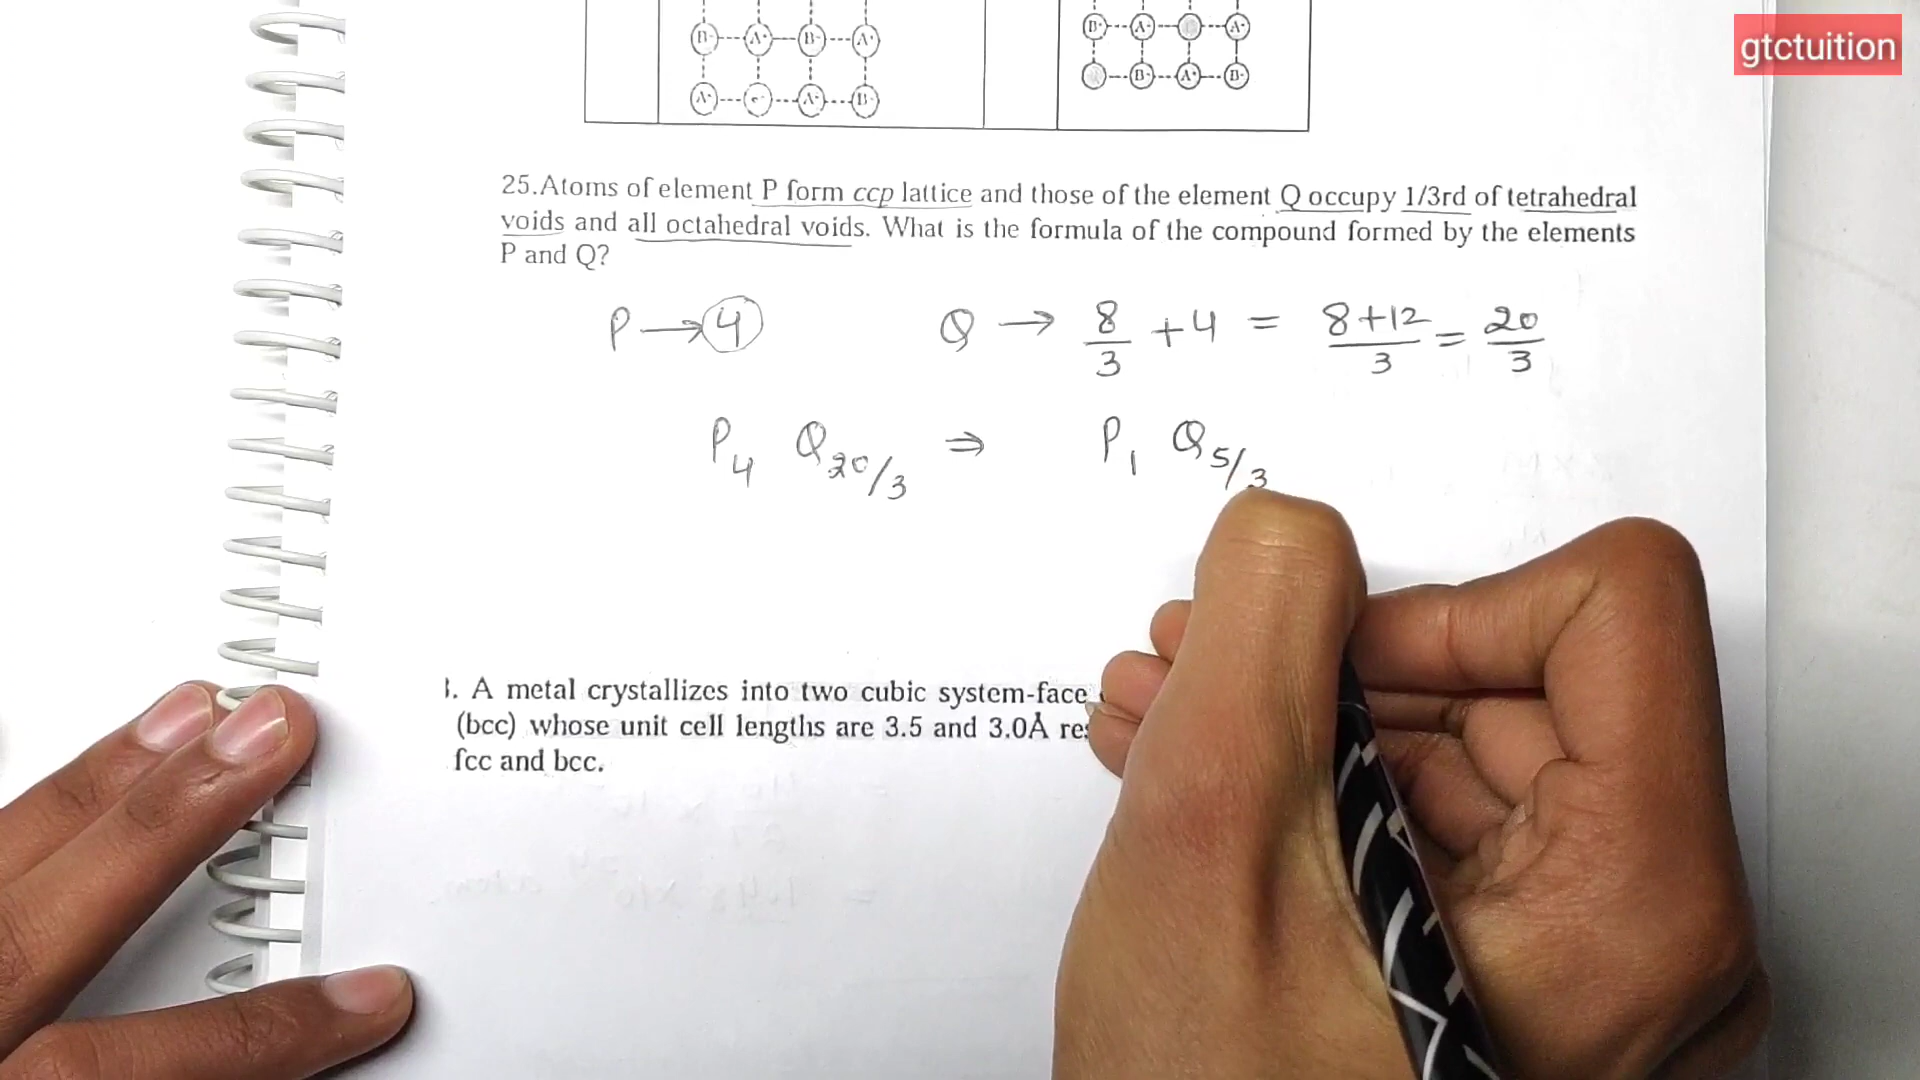 B- A+ B- A+
A+ e- A+ B-
B- A+ A+
B- A+ B-
gtctuition
25.Atoms of element P form ccp lattice and those of the element Q occupy 1/3rd of tetrahedral
voids and all octahedral voids. What is the formula of the compound formed by the elements
P and Q?
P → 4 Q → 8/3 + 4 = 8+12/3 = 20/3
P4 Q20/3 ⇒ P1 Q5/3
. A metal crystallizes into two cubic system-face
(bcc) whose unit cell lengths are 3.5 and 3.0Å
fcc and bcc.